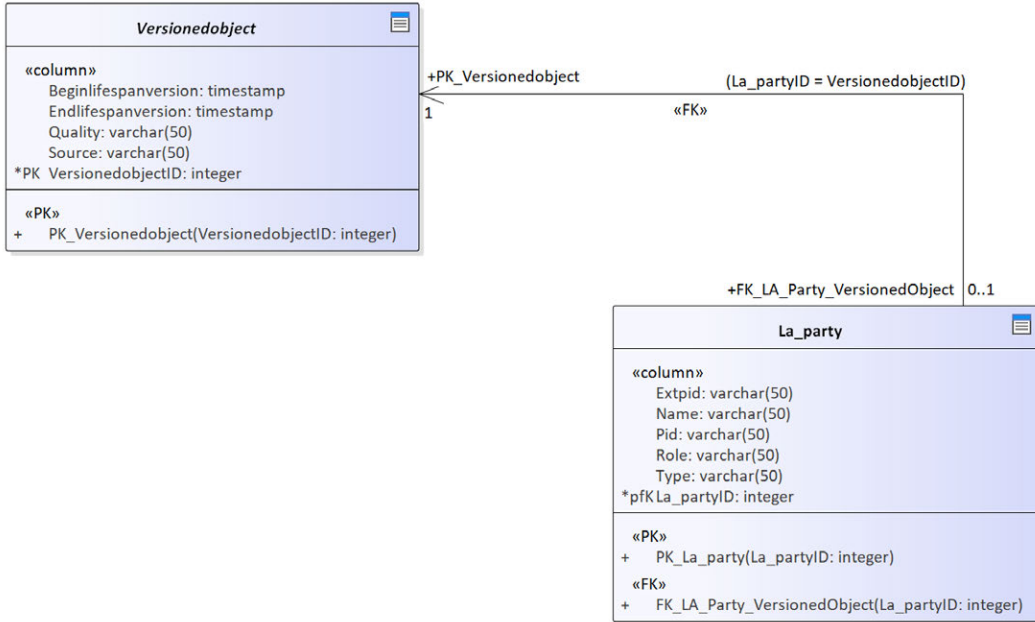 Versionedobject
«column»
Beginlifespanversion: timestamp
Endlifespanversion: timestamp
Quality: varchar(50)
Source: varchar(50)
*PK VersionedobjectID: integer
«PK»
+ PK_Versionedobject(VersionedobjectID: integer)
+PK_Versionedobject
(La_partyID = VersionedobjectID)
1
«FK»
+FK_LA_Party_VersionedObject
0..1
La_party
«column»
Extpid: varchar(50)
Name: varchar(50)
Pid: varchar(50)
Role: varchar(50)
Type: varchar(50)
*pfK La_partyID: integer
«PK»
+ PK_La_party(La_partyID: integer)
«FK»
+ FK_LA_Party_VersionedObject(La_partyID: integer)